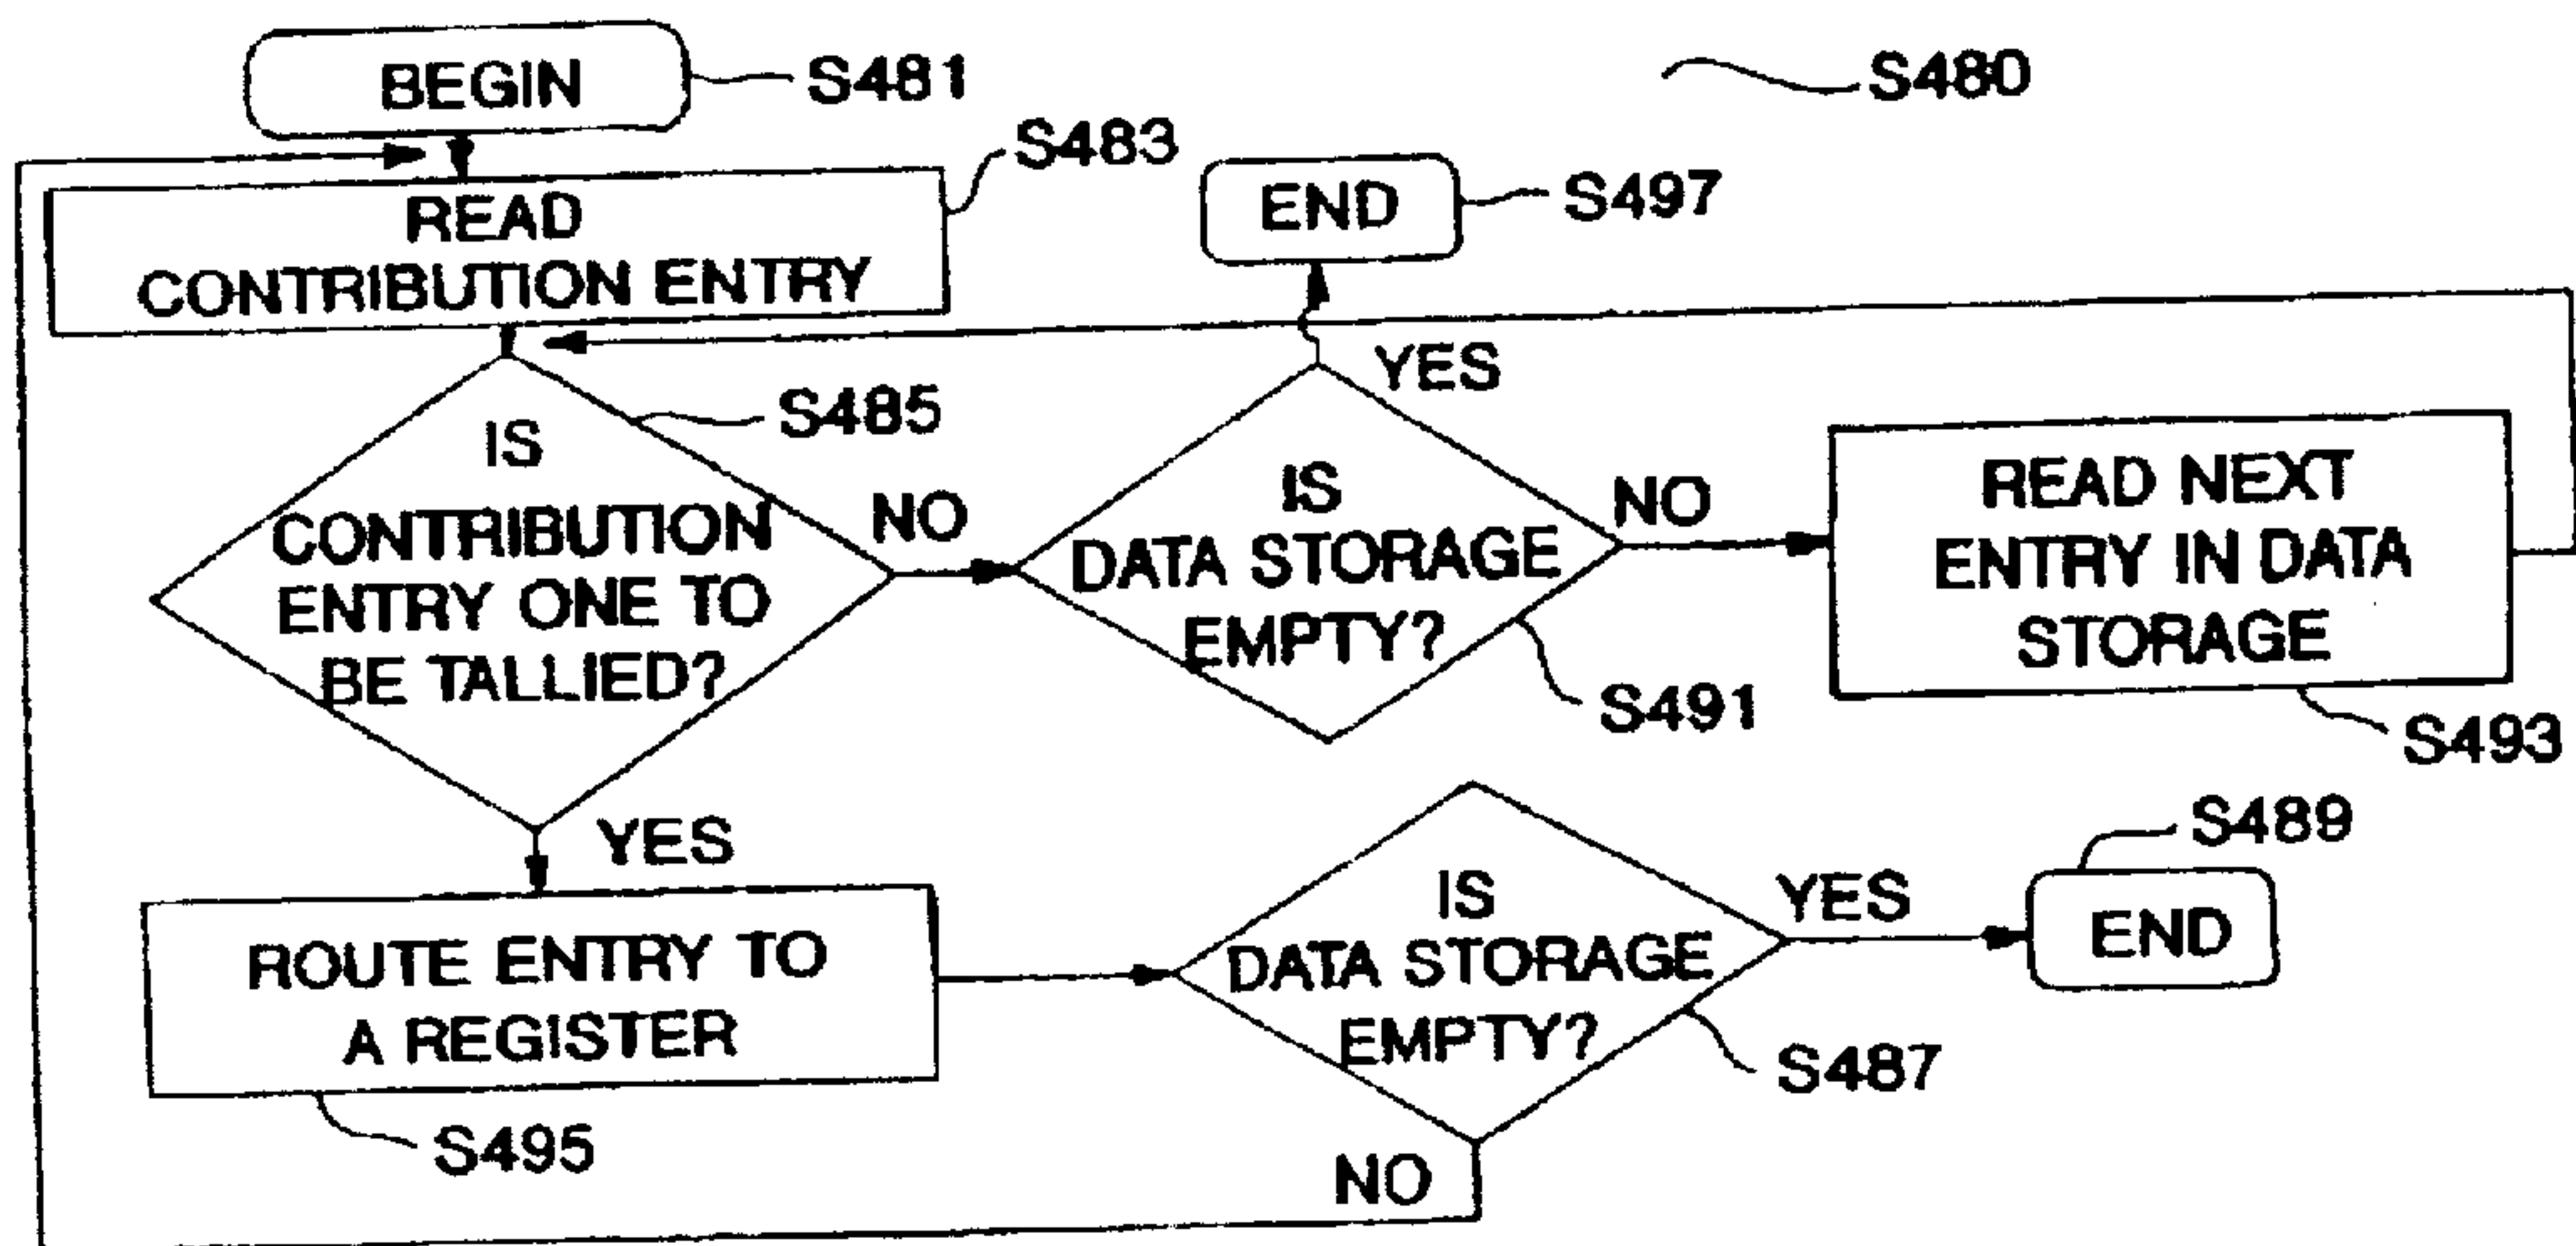 BEGIN
S481
S480
READ
CONTRIBUTION ENTRY
S483
END
S497
IS
CONTRIBUTION
ENTRY ONE TO
BE TALLIED?
S485
NO
YES
IS
DATA STORAGE
EMPTY?
S491
YES
NO
READ NEXT
ENTRY IN DATA
STORAGE
S493
ROUTE ENTRY TO
A REGISTER
S495
IS
DATA STORAGE
EMPTY?
S487
YES
NO
END
S489